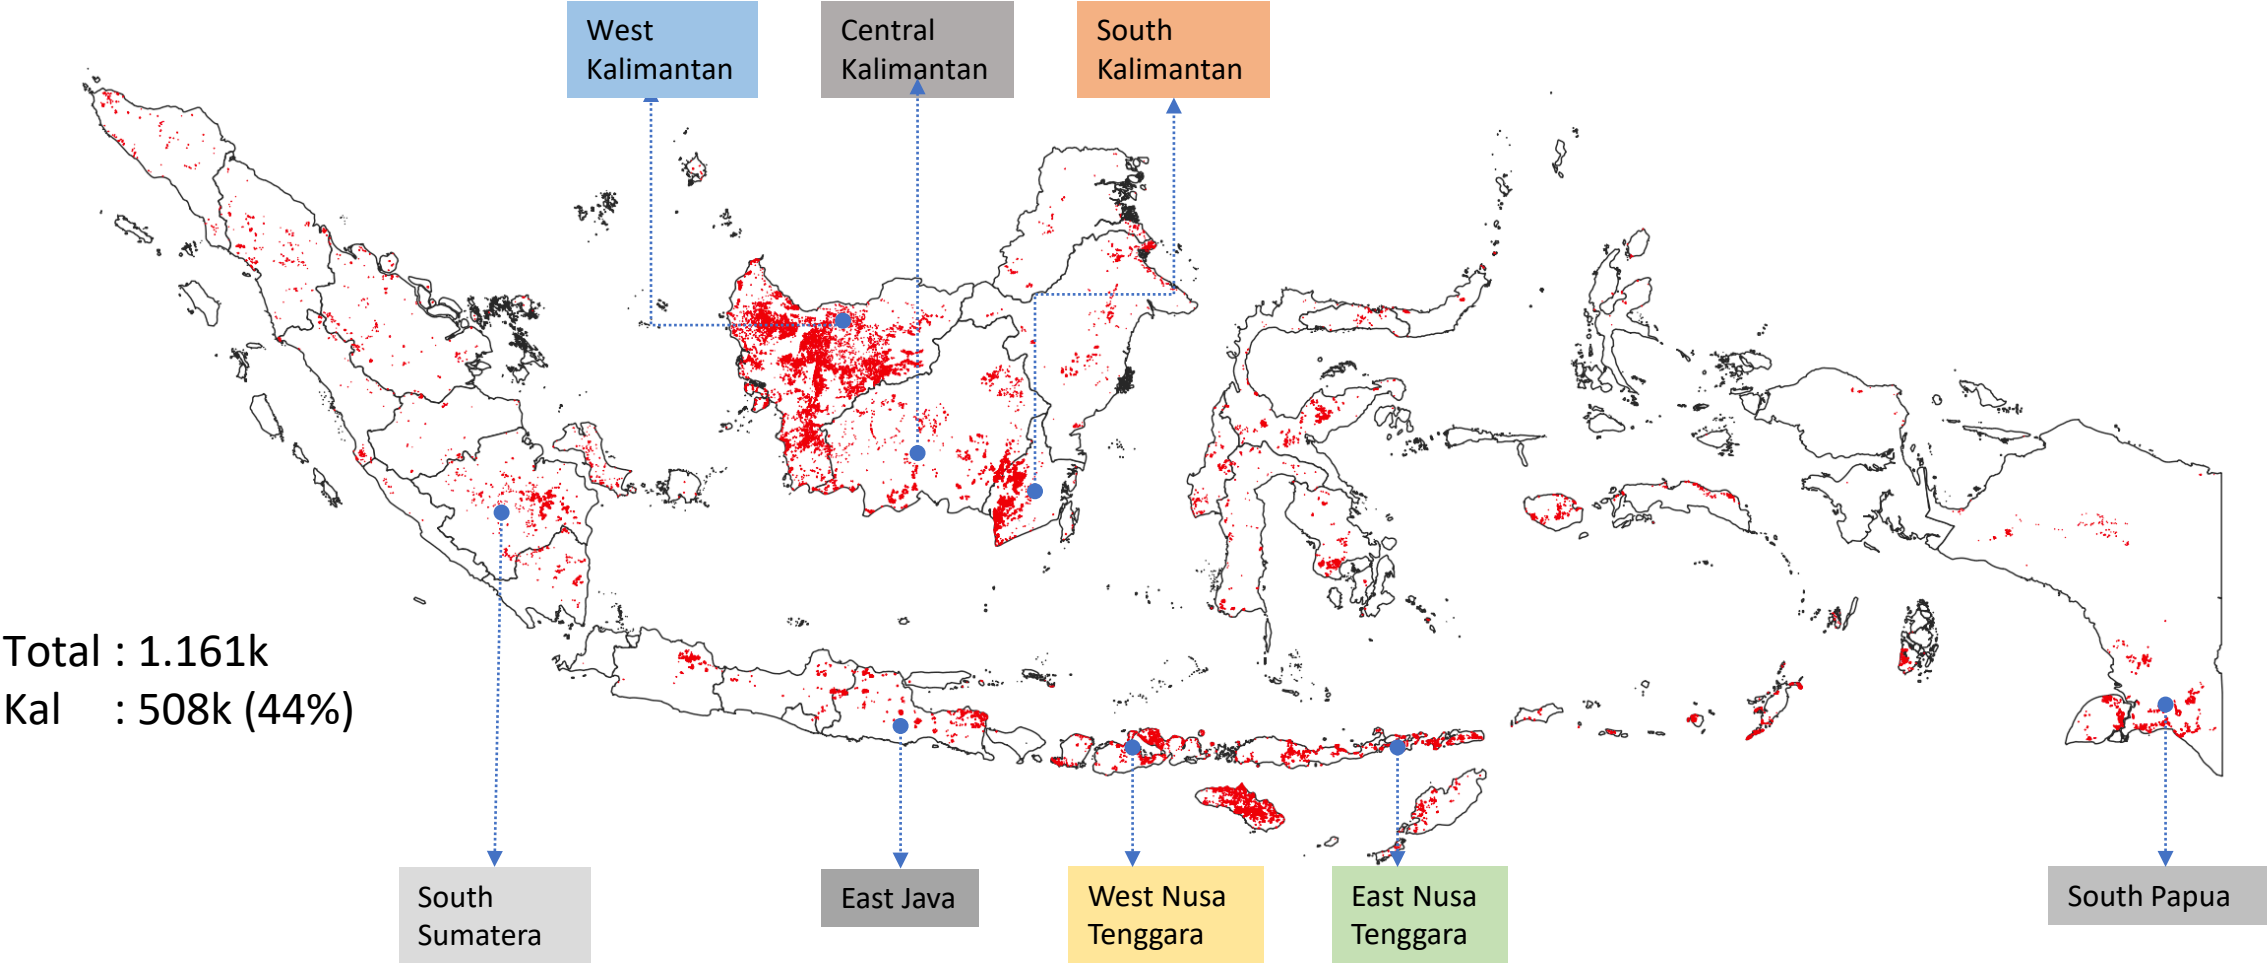 West
Kalimantan
Central
Kalimantan
South
Kalimantan
Total : 1.161k
Kal : 508k (44%)
South
Sumatera
East Java
West Nusa
Tenggara
East Nusa
Tenggara
South Papua